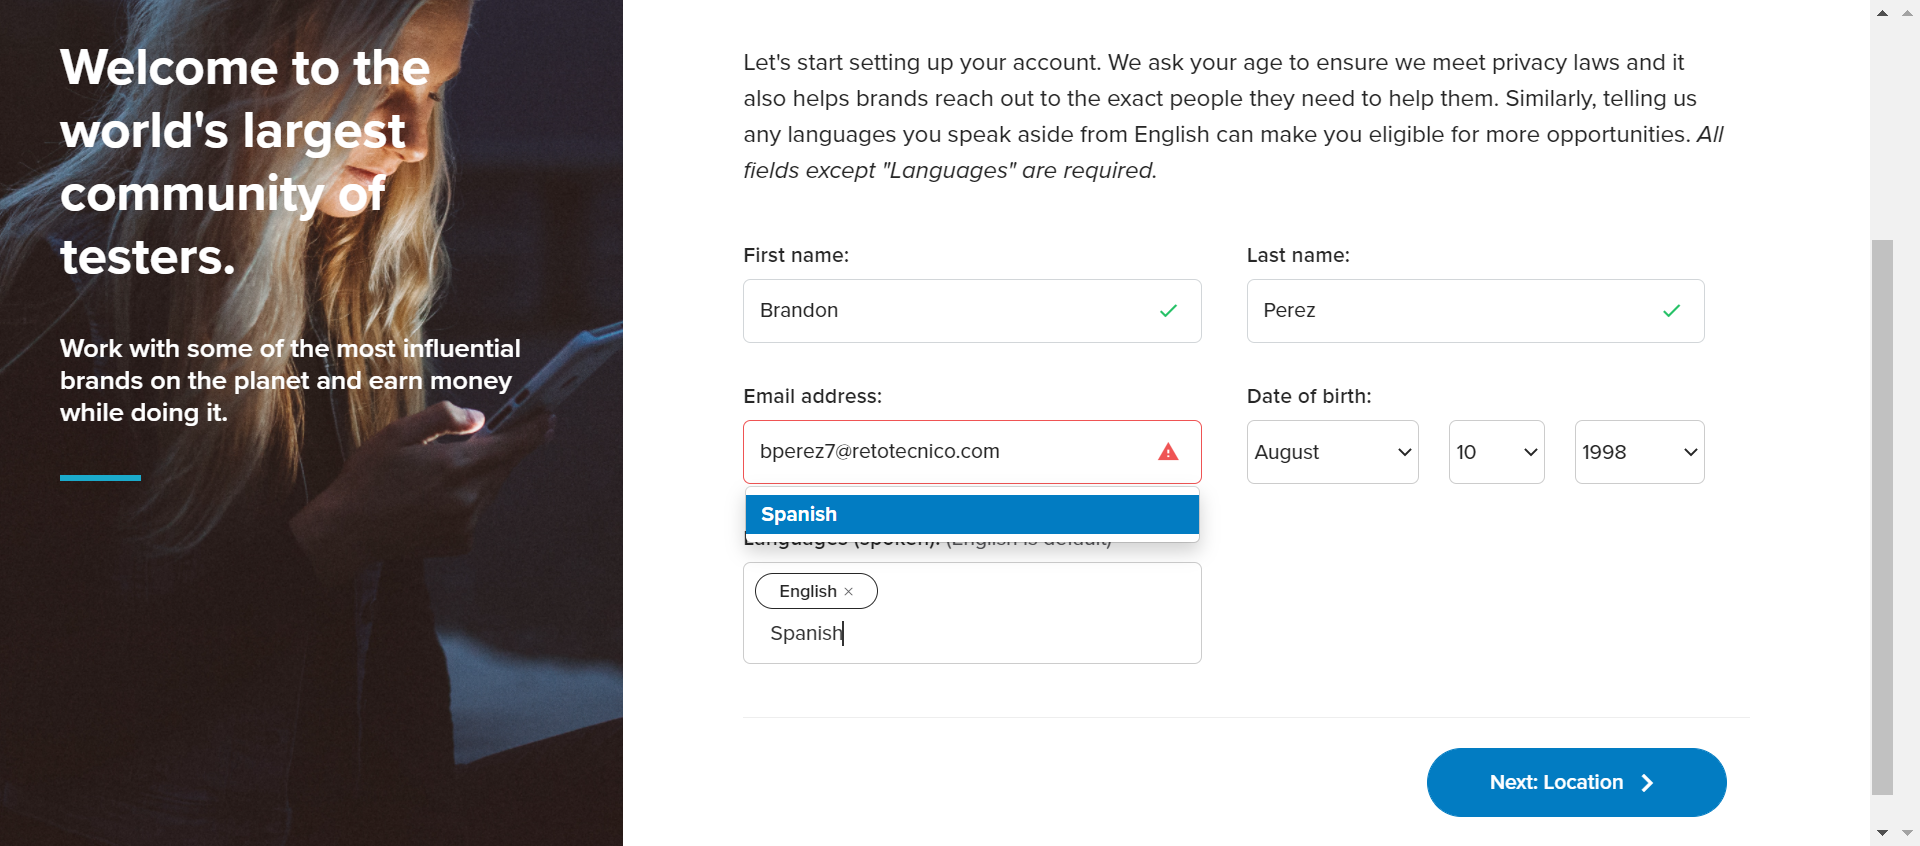 Welcome to the
world's largest
community of
testers.
Work with some of the most influential
brands on the planet and earn money
while doing it.
Let's start setting up your account. We ask your age to ensure we meet privacy laws and it
also helps brands reach out to the exact people they need to help them. Similarly, telling us
any languages you speak aside from English can make you eligible for more opportunities. All
fields except "Languages" are required.
First name:
Last name:
Brandon
Perez
Email address:
Date of birth:
bperez7@retotecnico.com
August
10
1998
Spanish
Languages (spoken): (English is default)
English ×
Spanish
Next: Location